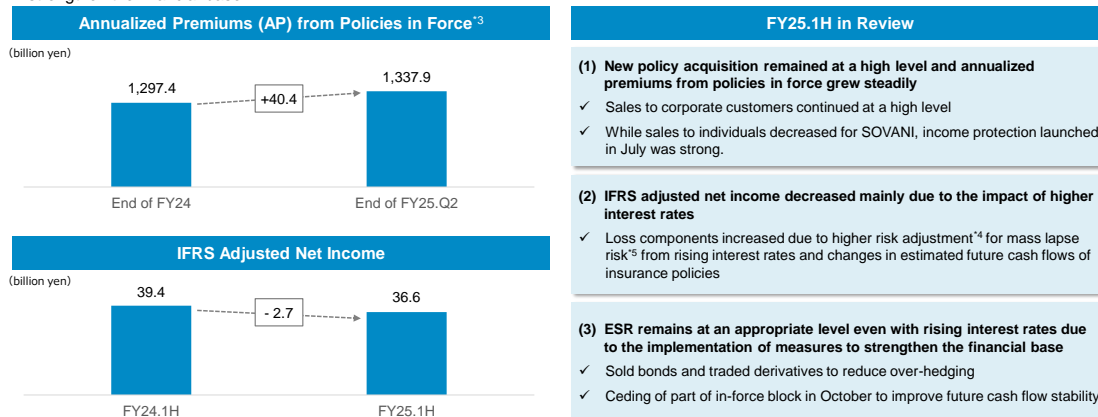 Annualized Premiums (AP) from Policies in Force*3
(billion yen)
1,297.4
+40.4
1,337.9
End of FY24
End of FY25.Q2
IFRS Adjusted Net Income
(billion yen)
39.4
- 2.7
36.6
FY24.1H
FY25.1H
FY25.1H in Review
(1) New policy acquisition remained at a high level and annualized
premiums from policies in force grew steadily
✓ Sales to corporate customers continued at a high level
✓ While sales to individuals decreased for SOVANI, income protection launched
in July was strong.
(2) IFRS adjusted net income decreased mainly due to the impact of higher
interest rates
✓ Loss components increased due to higher risk adjustment*4 for mass lapse
risk*5 from rising interest rates and changes in estimated future cash flows of
insurance policies
(3) ESR remains at an appropriate level even with rising interest rates due
to the implementation of measures to strengthen the financial base
✓ Sold bonds and traded derivatives to reduce over-hedging
✓ Ceding of part of in-force block in October to improve future cash flow stability